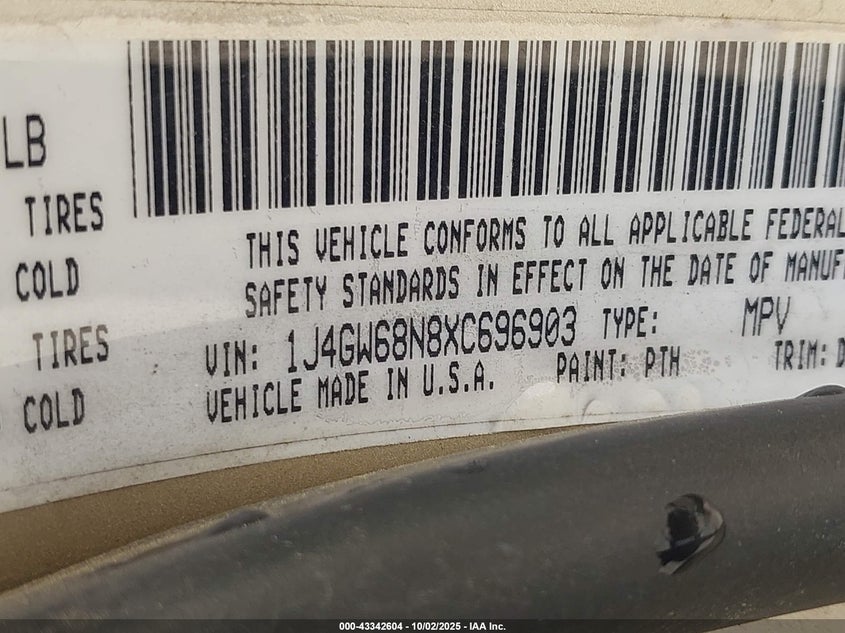 LB
TIRES
COLD
TIRES
COLD
THIS VEHICLE CONFORMS TO ALL APPLICABLE FEDERAL
SAFETY STANDARDS IN EFFECT ON THE DATE OF MANUF
VIN: 1J4GW68N8XC696903 TYPE: MPV
VEHICLE MADE IN U.S.A. PAINT: PTH TRIM: D
000-43342604 - 10/02/2025 - IAA Inc.